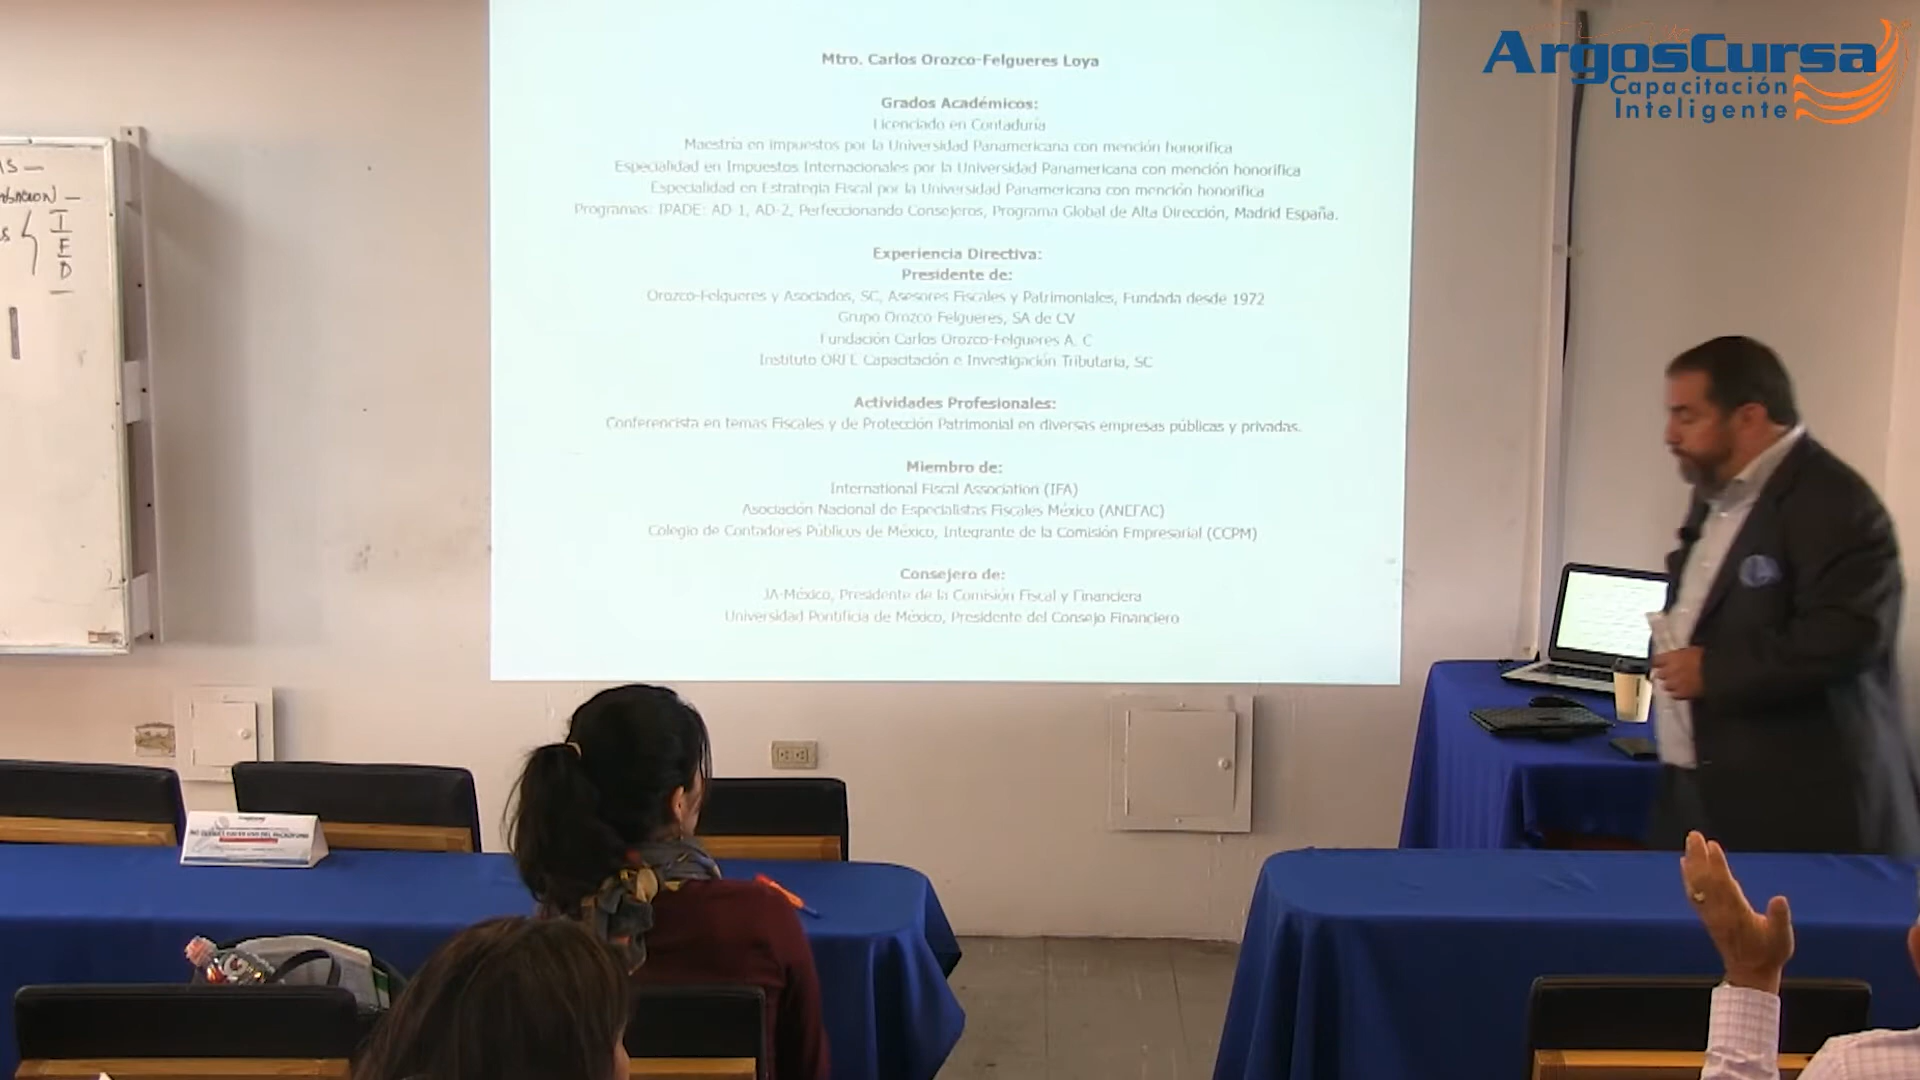 ArgosCursa
Capacitación
Inteligente
Mtro. Carlos Orozco-Felgueres Loya
Grados Académicos:
Licenciado en Contaduría
Maestría en impuestos por la Universidad Panamericana con mención honorifica
Especialidad en Impuestos Internacionales por la Universidad Panamericana con mención honorifica
Especialidad en Estrategia Fiscal por la Universidad Panamericana con mención honorifica
Programas: IPADE: AD-1, AD-2, Perfeccionando Consejeros, Programa Global de Alta Dirección, Madrid España.
Experiencia Directiva:
Presidente de:
Orozco-Felgueres y Asociados, SC, Asesores Fiscales y Patrimoniales, Fundada desde 1972
Grupo Orozco Felgueres, SA de CV
Fundación Carlos Orozco-Felgueres A. C
Instituto ORFL Capacitación e Investigación Tributaria, SC
Actividades Profesionales:
Conferencista en temas Fiscales y de Protección Patrimonial en diversas empresas públicas y privadas.
Miembro de:
International Fiscal Association (IFA)
Asociación Nacional de Especialistas Fiscales México (ANEFAC)
Colegio de Contadores Públicos de México, Integrante de la Comisión Empresarial (CCPM)
Consejero de:
JA-México, Presidente de la Comisión Fiscal y Financiera
Universidad Pontificia de México, Presidente del Consejo Financiero
I
E
D